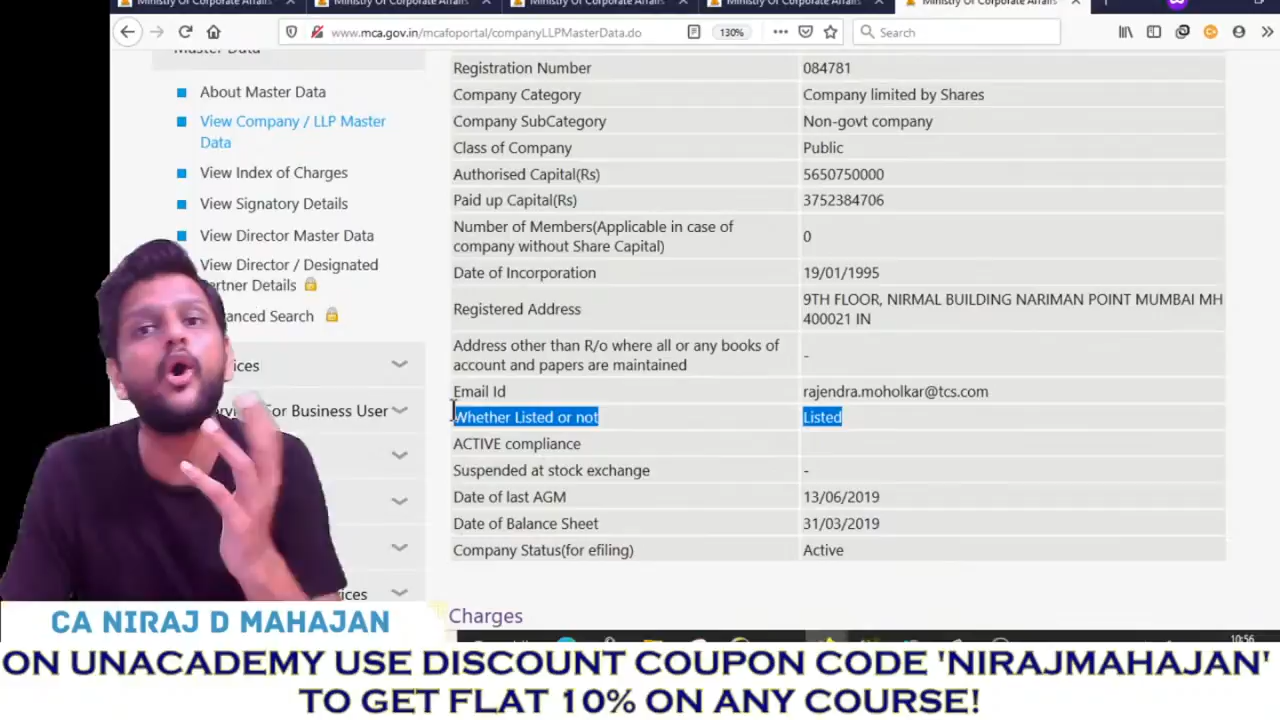 Ministry Of Corporate Affairs
Ministry Of Corporate Affairs
Ministry Of Corporate Affairs
Ministry Of Corporate Affairs
Ministry Of Corporate Affairs
www.mca.gov.in/mcafoportal/companyLLPMasterData.do
130%
Search
Master Data
About Master Data
View Company / LLP Master
Data
View Index of Charges
View Signatory Details
View Director Master Data
View Director / Designated
Partner Details
anced Search
ices
For Business User
ices
Registration Number 084781
Company Category Company limited by Shares
Company SubCategory Non-govt company
Class of Company Public
Authorised Capital(Rs) 5650750000
Paid up Capital(Rs) 3752384706
Number of Members(Applicable in case of
company without Share Capital) 0
Date of Incorporation 19/01/1995
Registered Address 9TH FLOOR, NIRMAL BUILDING NARIMAN POINT MUMBAI MH
400021 IN
Address other than R/o where all or any books of
account and papers are maintained -
Email Id rajendra.moholkar@tcs.com
Whether Listed or not Listed
ACTIVE compliance
Suspended at stock exchange -
Date of last AGM 13/06/2019
Date of Balance Sheet 31/03/2019
Company Status(for efiling) Active
Charges
10:56
CA NIRAJ D MAHAJAN
ON UNACADEMY USE DISCOUNT COUPON CODE 'NIRAJMAHAJAN'
TO GET FLAT 10% ON ANY COURSE!